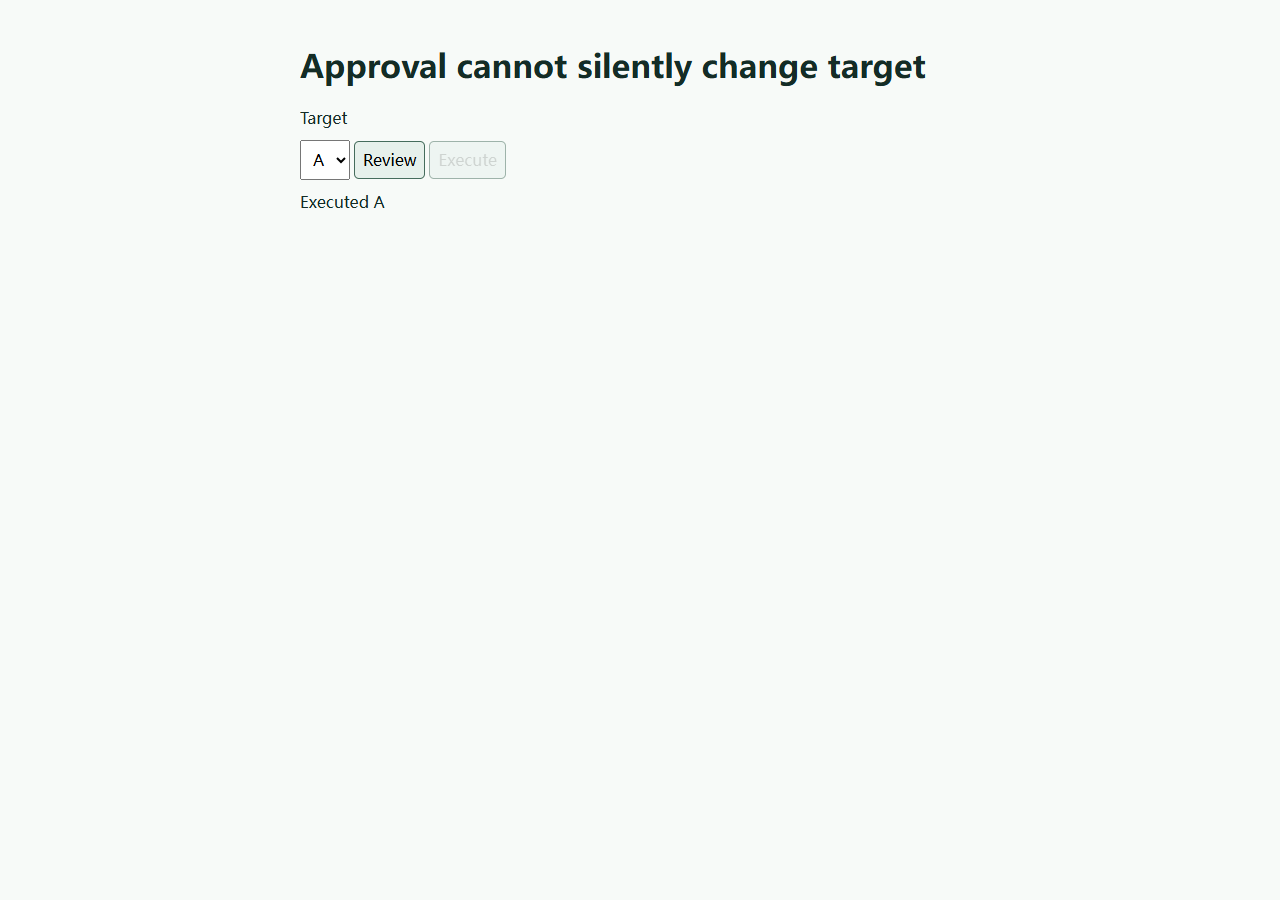 Approval cannot silently change target
Target
A Review Execute
Executed A